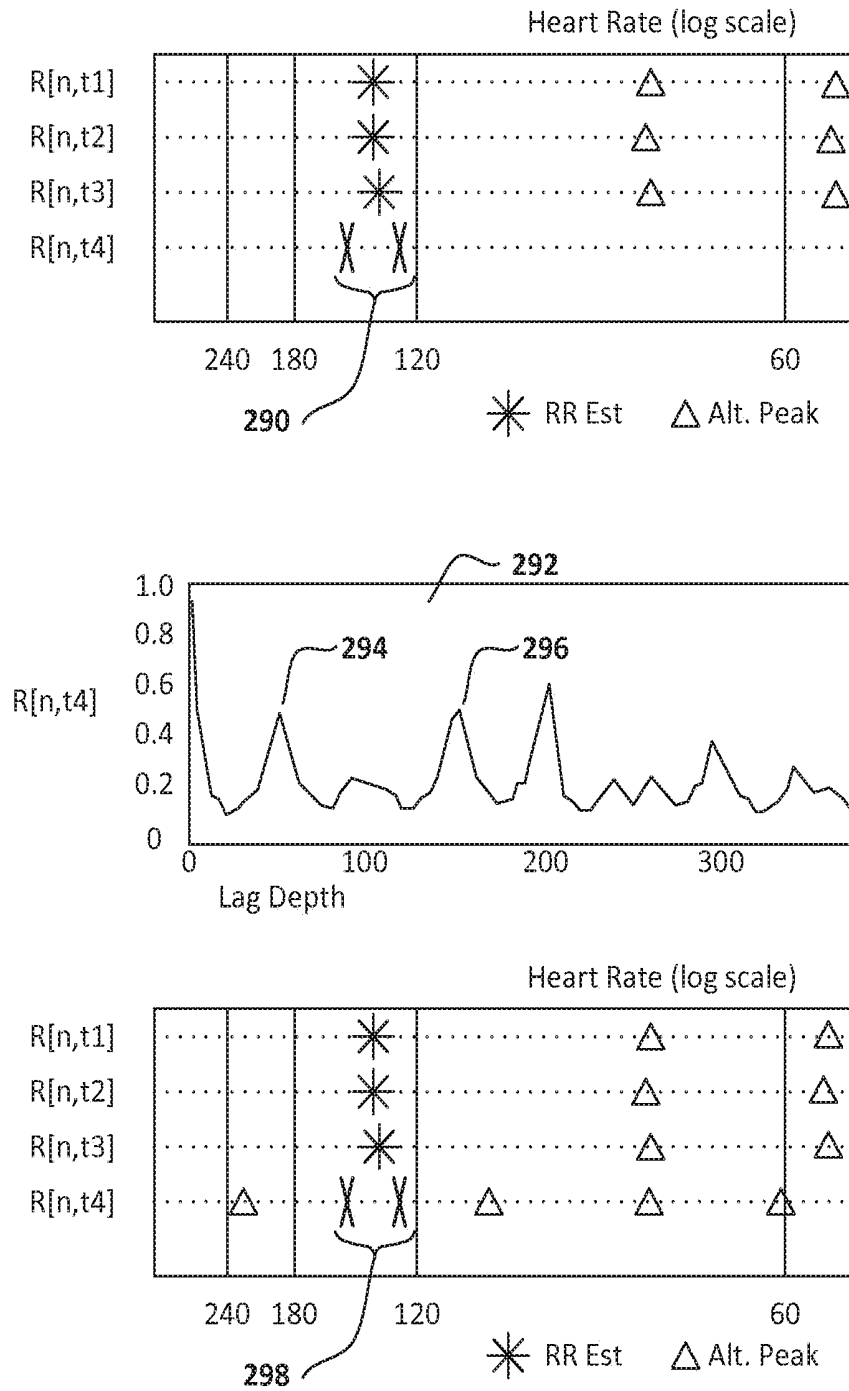 Heart Rate (log scale)
R[n,t1]
R[n,t2]
R[n,t3]
R[n,t4]
240 180 120 60
290
RR Est Alt. Peak
292
1.0
0.8
294 296
0.6
R[n,t4]
0.4
0.2
0
0 100 200 300
Lag Depth
Heart Rate (log scale)
R[n,t1]
R[n,t2]
R[n,t3]
R[n,t4]
240 180 120 60
298
RR Est Alt. Peak